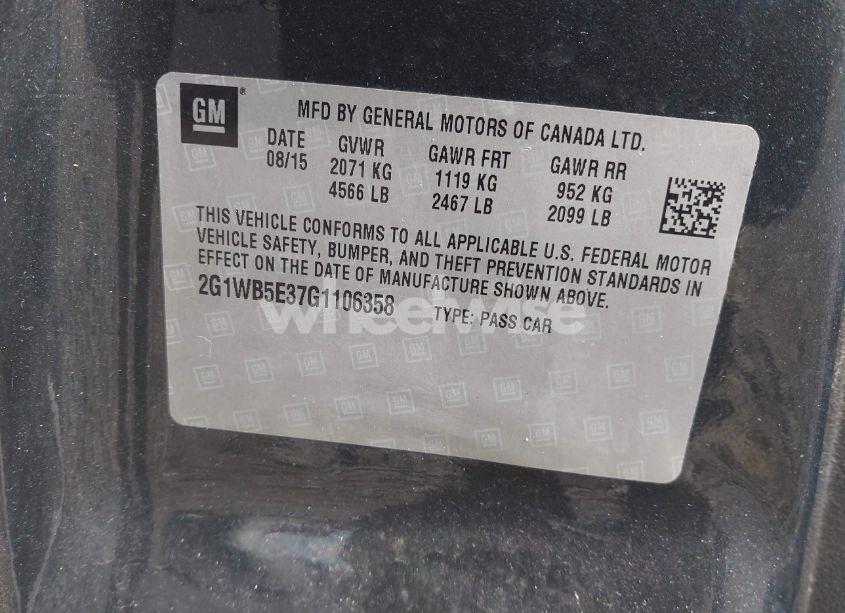 GM ®
MFD BY GENERAL MOTORS OF CANADA LTD.
DATE GVWR GAWR FRT GAWR RR
08/15 2071 KG 1119 KG 952 KG
4566 LB 2467 LB 2099 LB
THIS VEHICLE CONFORMS TO ALL APPLICABLE U.S. FEDERAL MOTOR
VEHICLE SAFETY, BUMPER, AND THEFT PREVENTION STANDARDS IN
EFFECT ON THE DATE OF MANUFACTURE SHOWN ABOVE.
2G1WB5E37G1106358 TYPE: PASS CAR
wheelwise